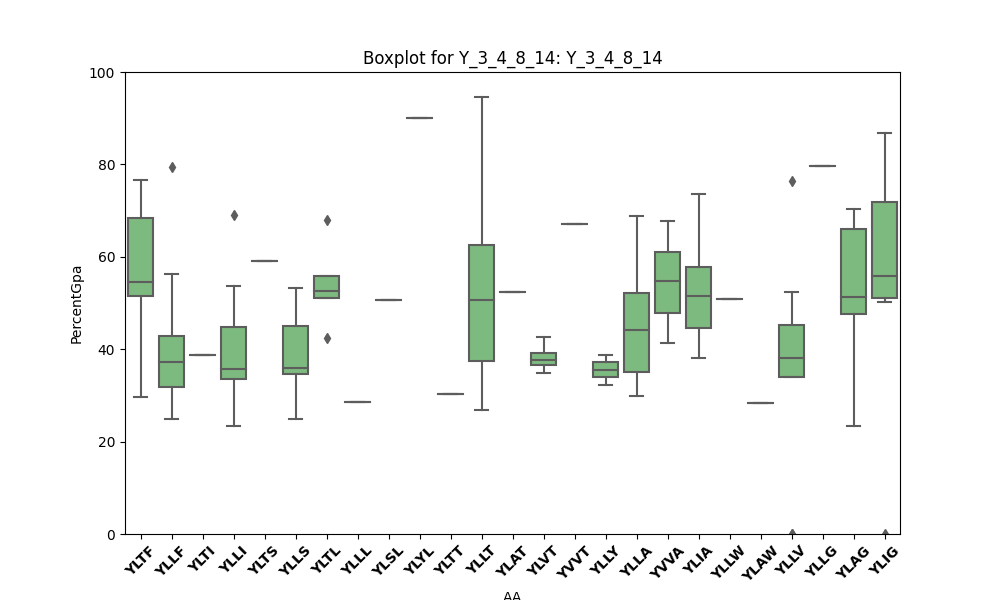 Boxplot for Y_3_4_8_14: Y_3_4_8_14
100
80
60
40
20
0
PercentGpa
YLTF YLLF YLTI YLLI YLTS YLLS YLTL YLLL YLSL YLYL YLTT YLLT YLAT YLVT YVVT YLLY YLLA YVVA YLIA YLLW YLAW YLLV YLLG YLAG YLIG
AA